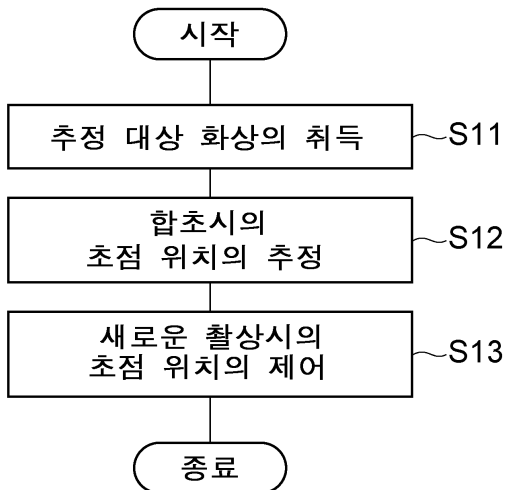 시작
추정 대상 화상의 취득
S11
합초시의
초점 위치의 추정
S12
새로운 촬상시의
초점 위치의 제어
S13
종료